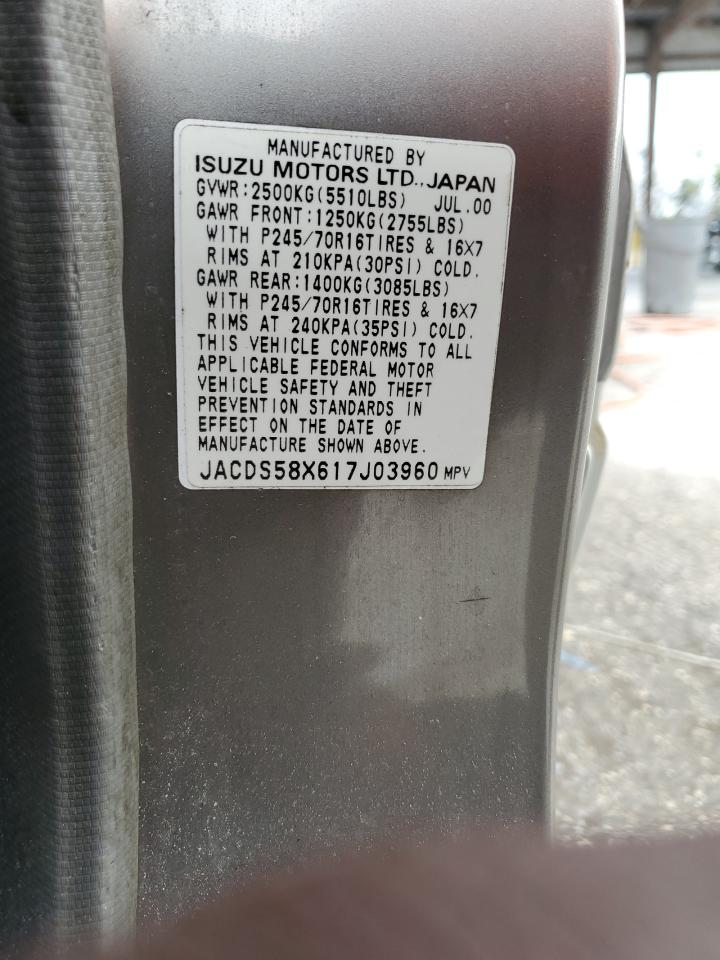 MANUFACTURED BY
ISUZU MOTORS LTD., JAPAN
GVWR:2500KG(5510LBS) JUL.00
GAWR FRONT:1250KG(2755LBS)
WITH P245/70R16TIRES & 16X7
RIMS AT 210KPA(30PSI) COLD.
GAWR REAR:1400KG(3085LBS)
WITH P245/70R16TIRES & 16X7
RIMS AT 240KPA(35PSI) COLD.
THIS VEHICLE CONFORMS TO ALL
APPLICABLE FEDERAL MOTOR
VEHICLE SAFETY AND THEFT
PREVENTION STANDARDS IN
EFFECT ON THE DATE OF
MANUFACTURE SHOWN ABOVE.
JACDS58X617J03960 MPV